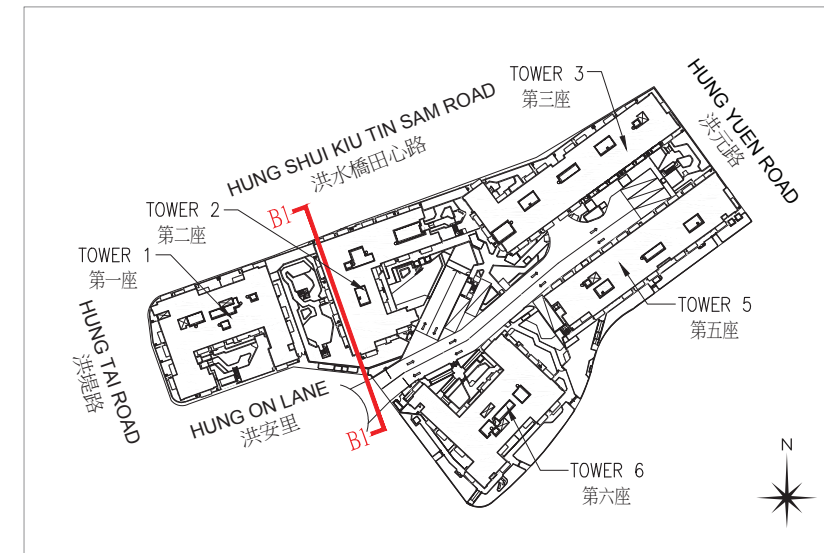 TOWER 3
第三座
HUNG YUEN ROAD
洪元路
HUNG SHUI KIU TIN SAM ROAD
洪水橋田心路
B1
TOWER 2
第二座
TOWER 1
第一座
HUNG TAI ROAD
洪堤路
TOWER 5
第五座
HUNG ON LANE
洪安里
B1
TOWER 6
第六座
N